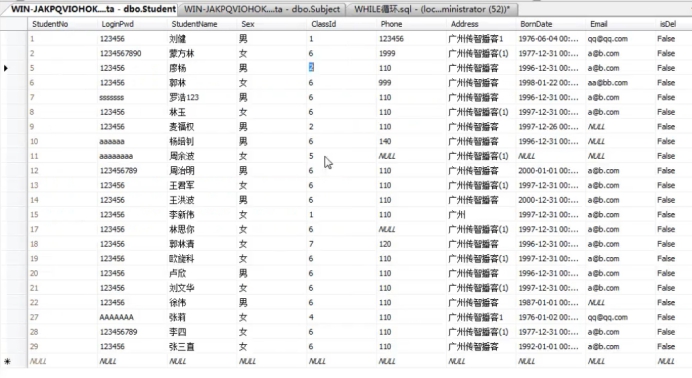 WIN-JAKPQVIOHOK....ta - dbo.Student WIN-JAKPQVIOHOK....ta - dbo.Subject WHILE循环.sql - (loc...ministrator (52))*
StudentNo LoginPwd StudentName Sex ClassId Phone Address BornDate Email isDel
1 123456 刘健 男 1 123456 广州传智播客1 1976-06-04 00:... qq@qq.com False
2 1234567890 蒙方林 女 6 1999 广州传智播客(1) 1977-12-31 00:... a@b.com False
5 123456 廖杨 男 2 110 广州传智播客 1996-12-31 00:... a@b.com False
6 123456 郭林 女 6 999 广州传智播客 1998-01-22 00:... aa@bb.com False
7 sssssss 罗浩123 男 6 110 广州传智播客 1996-12-31 00:... a@b.com False
8 123456 林玉 女 6 110 广州传智播客(1) 1997-12-31 00:... a@b.com False
9 123456 麦福权 男 2 110 广州传智播客 1997-12-26 00:... NULL False
10 aaaaaa 杨培钊 男 6 140 广州传智播客 1996-12-31 00:... NULL False
11 aaaaaaaa 周余波 女 5 NULL 广州传智播客(1) NULL NULL False
12 123456789 周治明 男 6 110 广州传智播客 2000-01-01 00:... a@b.com False
13 123456 王君军 女 6 110 广州传智播客(1) 1997-12-31 00:... a@b.com False
14 123456 王洪波 男 6 110 广州传智播客 2000-12-31 00:... a@b.com False
15 123456 李新伟 女 1 110 广州 1997-12-31 00:... a@b.com False
17 123456 林思你 女 6 NULL 广州传智播客(1) 1997-12-31 00:... a@b.com False
18 123456 郭林清 女 7 120 广州传智播客 1996-12-31 00:... a@b.com False
19 123456 欧旋科 女 6 110 广州传智播客(1) 1997-12-31 00:... a@b.com False
20 123456 卢欣 男 6 110 广州传智播客 1996-12-31 00:... a@b.com False
21 123456 刘文华 女 6 110 广州传智播客(1) 1997-12-31 00:... a@b.com False
22 123456 徐伟 男 6 110 广州传智播客 1987-01-01 00:... NULL False
27 AAAAAAA 张莉 女 4 110 广州传智播客 1976-01-02 00:... qq@qq.com False
28 123456789 李四 女 6 110 广州传智播客(1) 1977-12-31 00:... a@b.com False
29 123456 张三直 女 6 110 广州传智播客 1992-01-01 00:... a@b.com False
NULL NULL NULL NULL NULL NULL NULL NULL NULL NULL